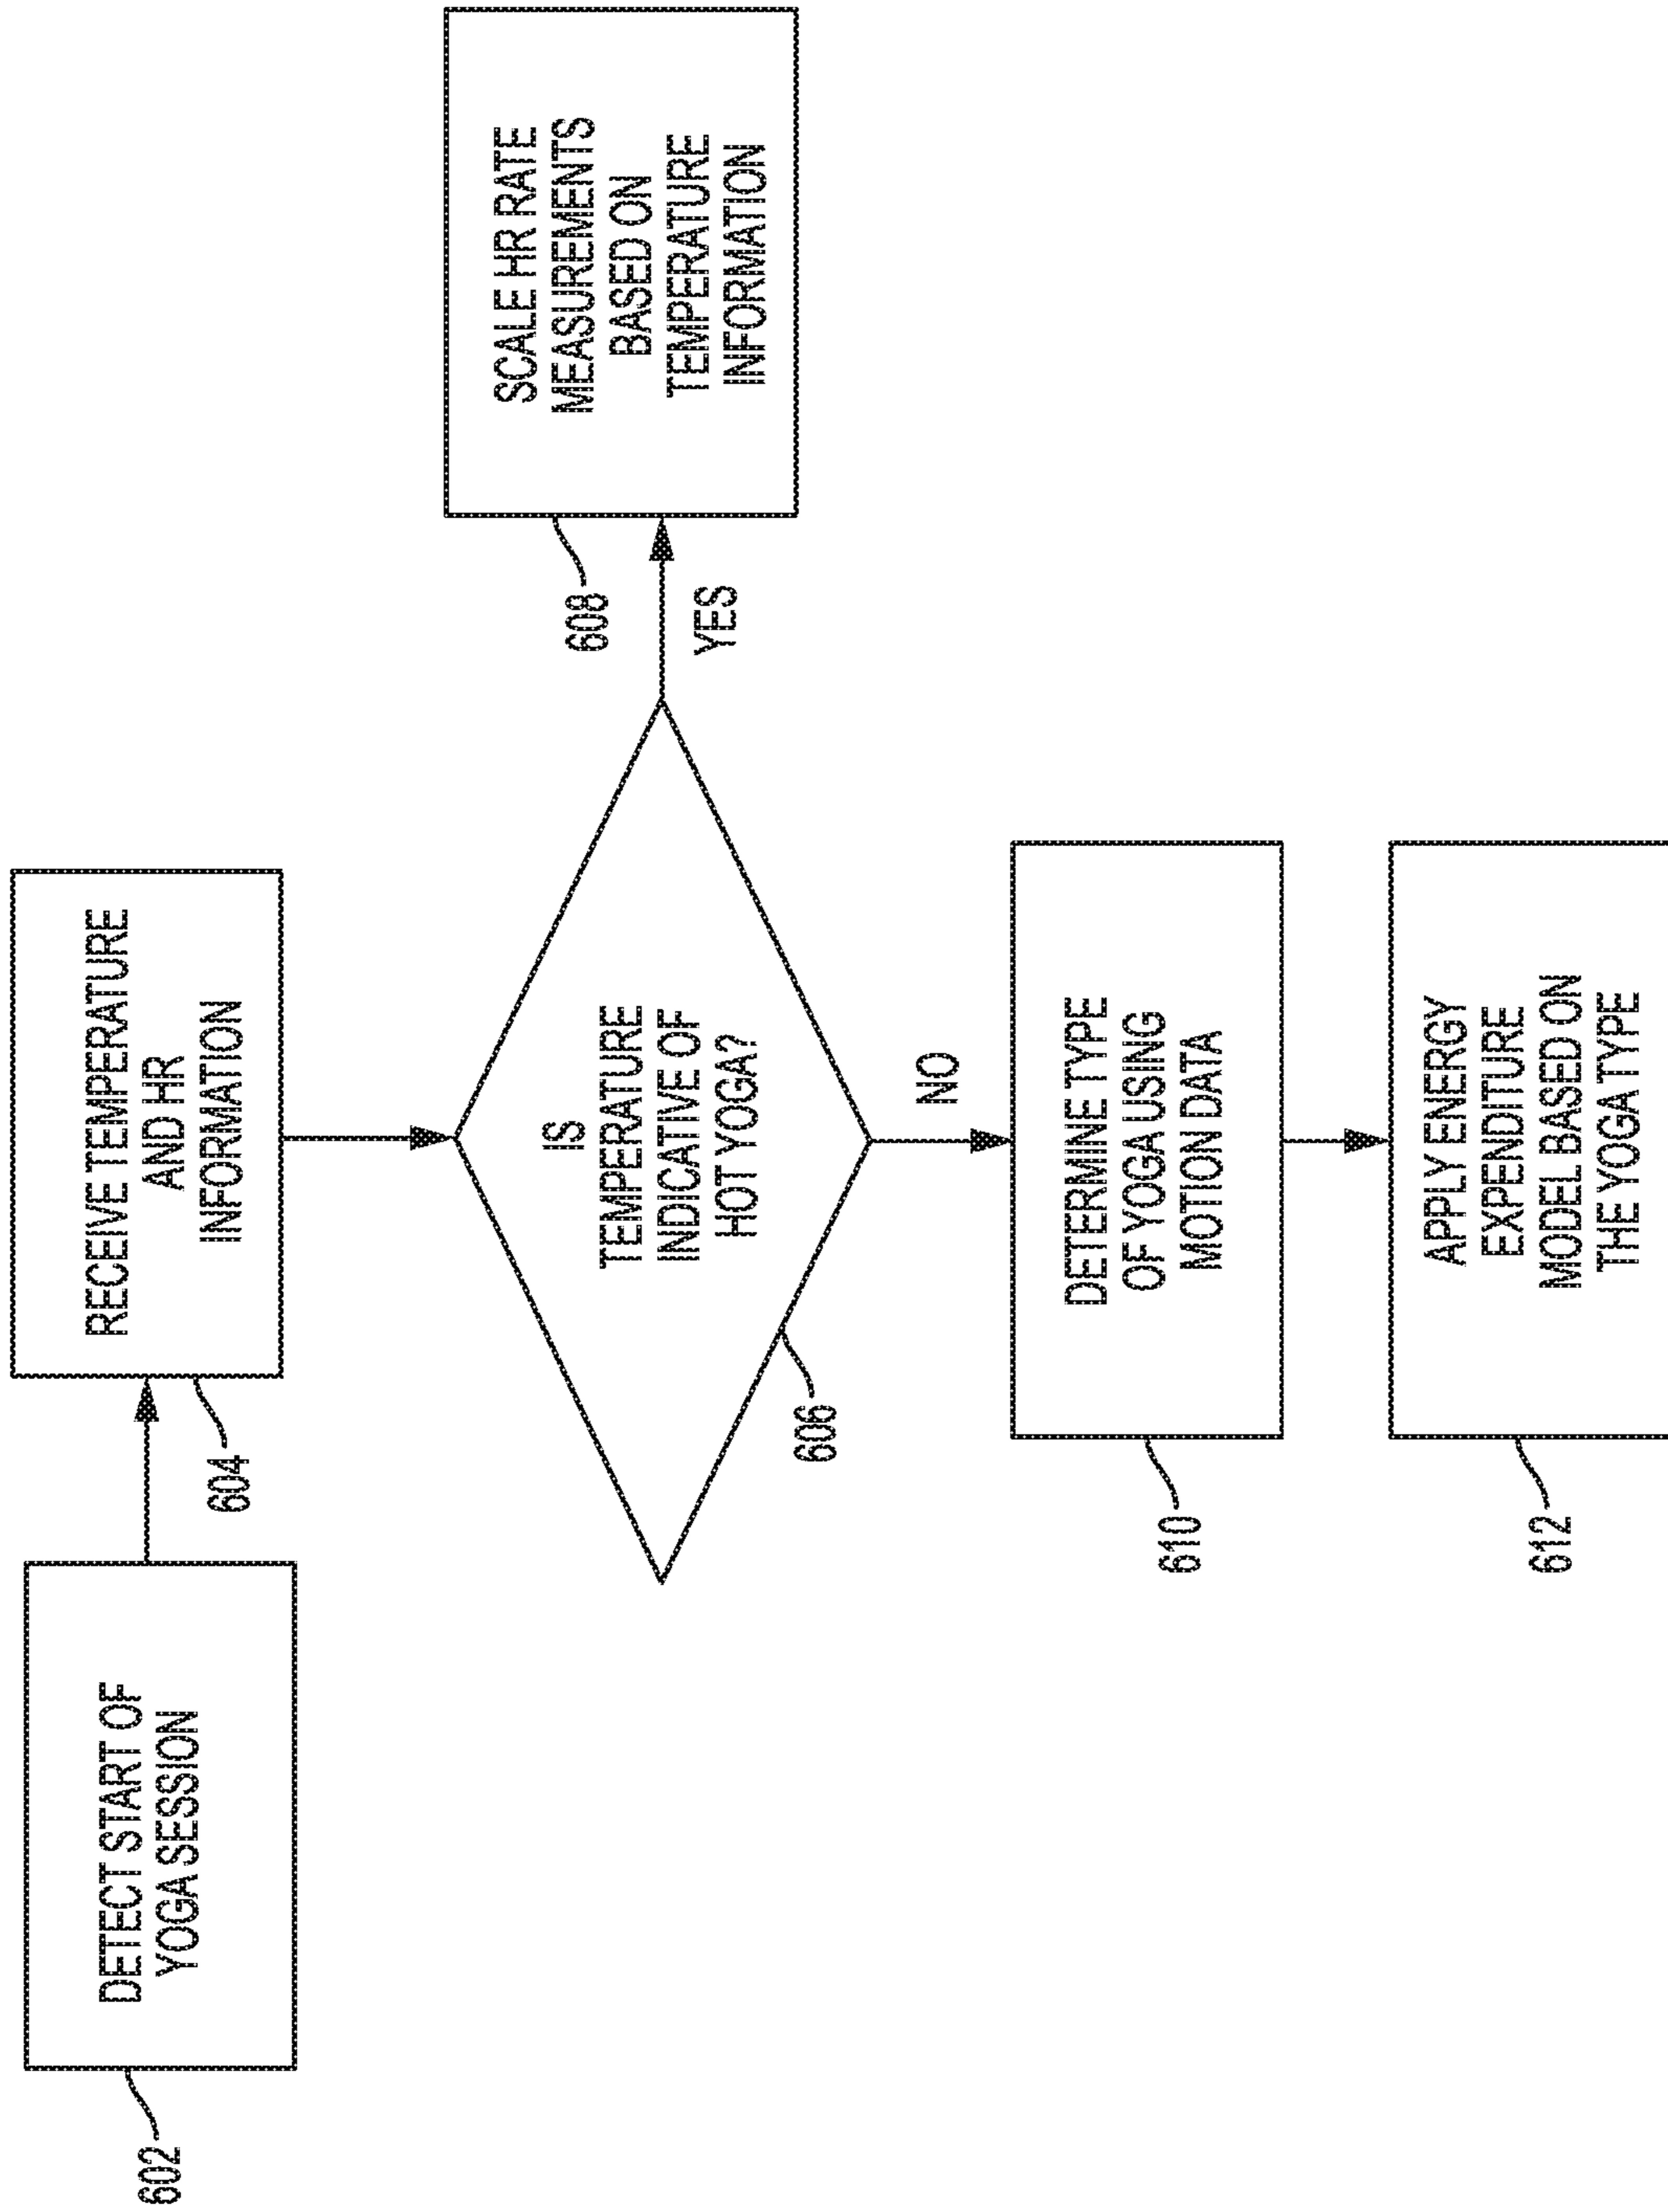 DETECT START OF
YOGA SESSION
602
RECEIVE TEMPERATURE
AND HR
INFORMATION
604
IS
TEMPERATURE
INDICATIVE OF
HOT YOGA?
606
YES
SCALE HR RATE
MEASUREMENTS
BASED ON
TEMPERATURE
INFORMATION
608
NO
DETERMINE TYPE
OF YOGA USING
MOTION DATA
610
APPLY ENERGY
EXPENDITURE
MODEL BASED ON
THE YOGA TYPE
612